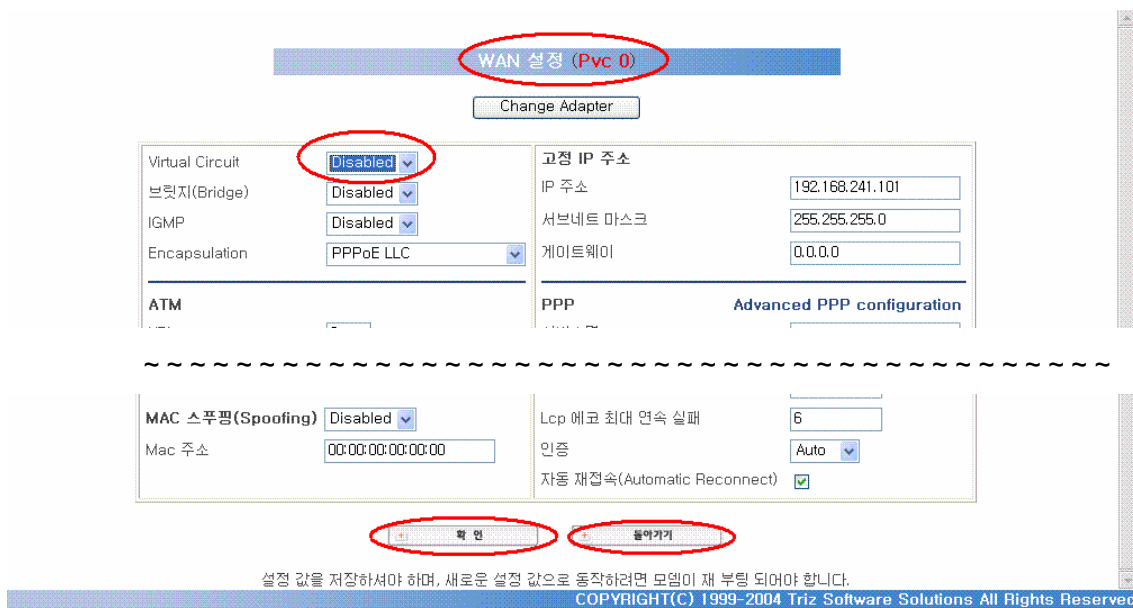 WAN 설정 (Pvc 0)
Change Adapter
Virtual Circuit Disabled
브릿지(Bridge) Disabled
IGMP Disabled
Encapsulation PPPoE LLC
고정 IP 주소
IP 주소 192.168.241.101
서브네트 마스크 255.255.255.0
게이트웨이 0.0.0.0
ATM
PPP Advanced PPP configuration
~ ~ ~ ~ ~ ~ ~ ~ ~ ~ ~ ~ ~ ~ ~ ~ ~ ~ ~ ~ ~ ~ ~ ~ ~ ~ ~ ~ ~ ~ ~ ~ ~ ~ ~ ~ ~ ~ ~ ~ ~ ~
MAC 스푸핑(Spoofing) Disabled
Mac 주소 00:00:00:00:00:00
Lcp 에코 최대 연속 실패 6
인증 Auto
자동 재접속(Automatic Reconnect)
확 인
돌아가기
설정 값을 저장하셔야 하며, 새로운 설정 값으로 동작하려면 모뎀이 재 부팅 되어야 합니다.
COPYRIGHT(C) 1999-2004 Triz Software Solutions All Rights Reserved